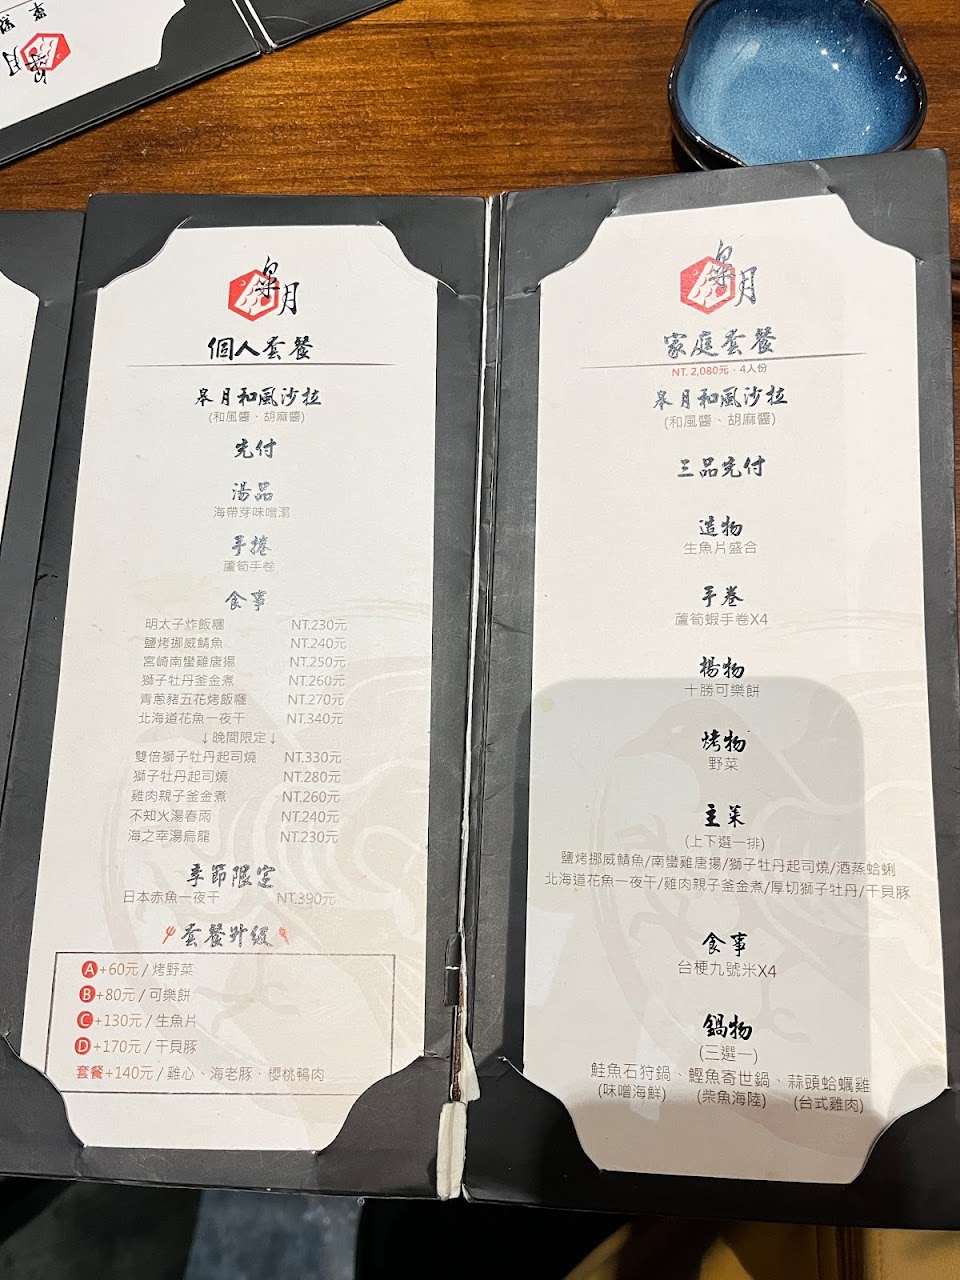 皐月
個人套餐
皐月和風沙拉
(和風醬、胡麻醬)
先付
湯品
海帶芽味噌湯
手捲
蘆筍手卷
食事
明太子炸飯糰 NT.230元
鹽烤挪威鯖魚 NT.240元
宮崎南蠻雞唐揚 NT.250元
獅子牡丹釜金煮 NT.260元
青蔥豬五花烤飯糰 NT.270元
北海道花魚一夜干 NT.340元
↓晚間限定↓
雙倍獅子牡丹起司燒 NT.330元
獅子牡丹起司燒 NT.280元
雞肉親子釜金煮 NT.260元
不知火湯春雨 NT.240元
海之幸湯烏龍 NT.230元
季節限定
日本赤魚一夜干 NT.390元
套餐升級
A+60元 / 烤野菜
B+80元 / 可樂餅
C+130元 / 生魚片
D+170元 / 干貝豚
套餐+140元 / 雞心、海老豚、櫻桃鴨肉
皐月
家庭套餐
NT. 2,080元 · 4人份
皐月和風沙拉
(和風醬、胡麻醬)
三品先付
造物
生魚片盛合
手卷
蘆筍蝦手卷X4
楊物
十勝可樂餅
烤物
野菜
主菜
(上下選一排)
鹽烤挪威鯖魚/南蠻雞唐揚/獅子牡丹起司燒/酒蒸蛤蜊
北海道花魚一夜干/雞肉親子釜金煮/厚切獅子牡丹/干貝豚
食事
台梗九號米X4
鍋物
(三選一)
鮭魚石狩鍋、鰹魚寄世鍋、蒜頭蛤蠣雞
(味噌海鮮) (柴魚海陸) (台式雞肉)